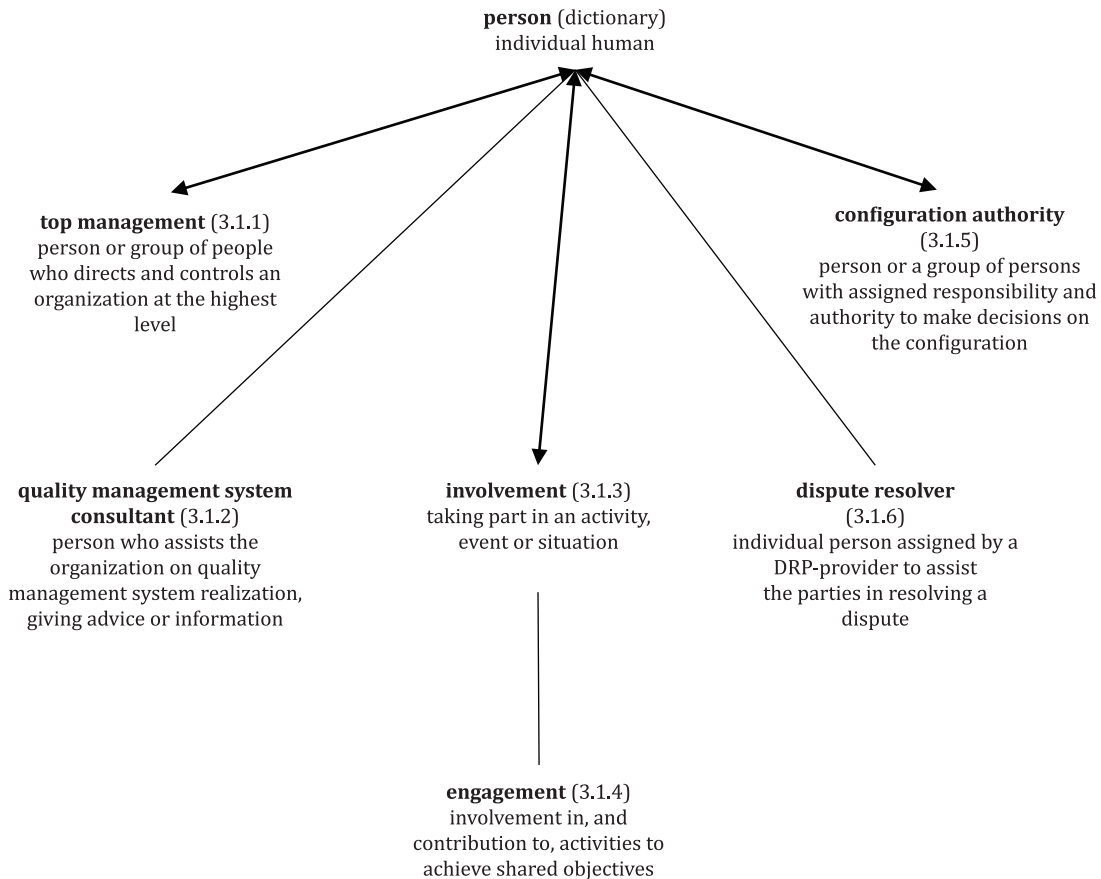 person (dictionary)
individual human
top management (3.1.1)
person or group of people
who directs and controls an
organization at the highest
level
configuration authority
(3.1.5)
person or a group of persons
with assigned responsibility and
authority to make decisions on
the configuration
quality management system
consultant (3.1.2)
person who assists the
organization on quality
management system realization,
giving advice or information
involvement (3.1.3)
taking part in an activity,
event or situation
dispute resolver
(3.1.6)
individual person assigned by a
DRP-provider to assist
the parties in resolving a
dispute
engagement (3.1.4)
involvement in, and
contribution to, activities to
achieve shared objectives